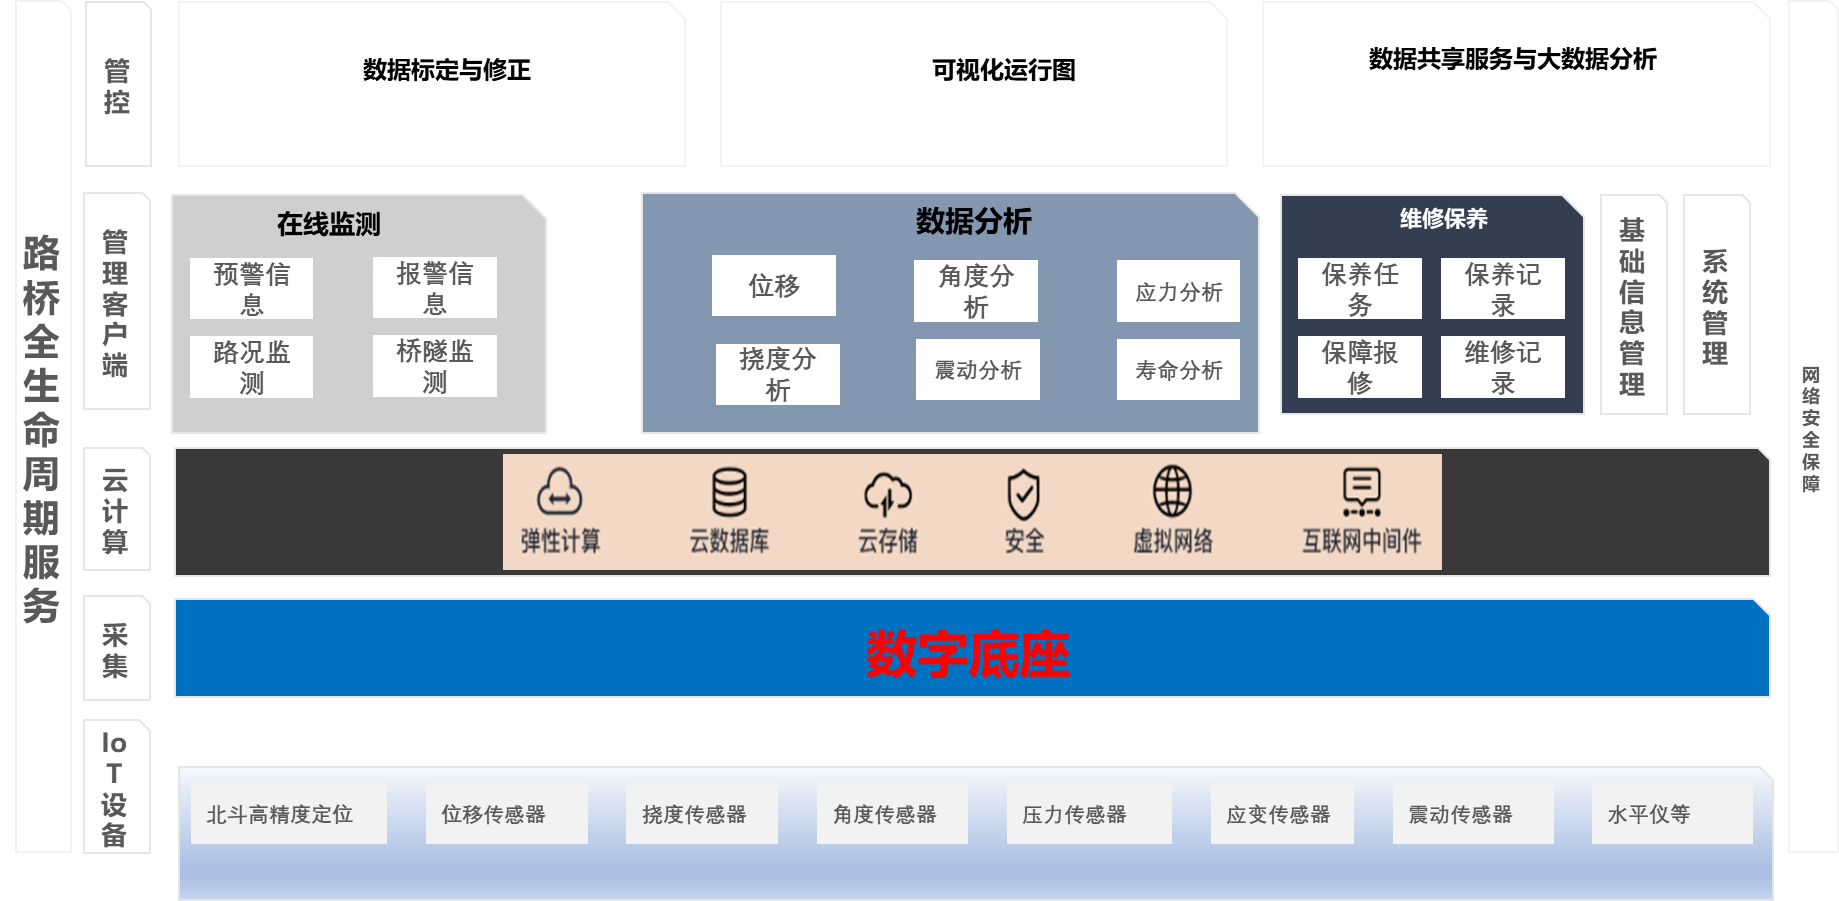 路桥全生命周期服务
管控
数据标定与修正
可视化运行图
数据共享服务与大数据分析
管理客户端
在线监测
预警信
息
报警信
息
路况监
测
桥隧监
测
数据分析
位移
角度分
析
应力分析
挠度分
析
震动分析
寿命分析
维修保养
保养任
务
保养记
录
保障报
修
维修记
录
基础信息管理
系统管理
云计算
弹性计算
云数据库
云存储
安全
虚拟网络
互联网中间件
采集
数字底座
Io
T
设
备
北斗高精度定位
位移传感器
挠度传感器
角度传感器
压力传感器
应变传感器
震动传感器
水平仪等
网络安全保障